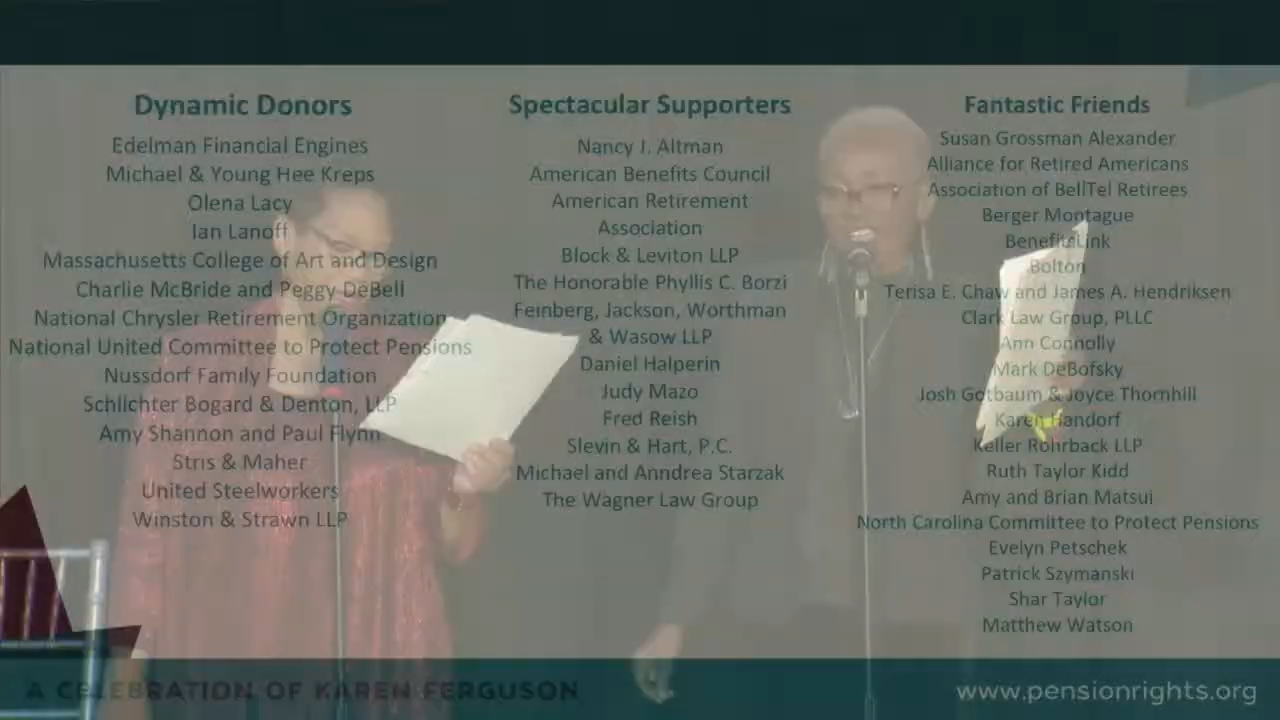 Dynamic Donors
Edelman Financial Engines
Michael & Young Hee Kreps
Olena Lacy
Ian Lanoff
Massachusetts College of Art and Design
Charlie McBride and Peggy DeBell
National Chrysler Retirement Organization
National United Committee to Protect Pensions
Nussdorf Family Foundation
Schlichter Bogard & Denton, LLP
Amy Shannon and Paul Flynn
Stris & Maher
United Steelworkers
Winston & Strawn LLP
Spectacular Supporters
Nancy J. Altman
American Benefits Council
American Retirement
Association
Block & Leviton LLP
The Honorable Phyllis C. Borzi
Feinberg, Jackson, Worthman
& Wasow LLP
Daniel Halperin
Judy Mazo
Fred Reish
Slevin & Hart, P.C.
Michael and Anndrea Starzak
The Wagner Law Group
Fantastic Friends
Susan Grossman Alexander
Alliance for Retired Americans
Association of BellTel Retirees
Berger Montague
BenefitsLink
Bolton
Terisa E. Chaw and James A. Hendriksen
Clark Law Group, PLLC
Ann Connolly
Mark DeBofsky
Josh Gotbaum & Joyce Thornhill
Karen Handorf
Keller Rohrback LLP
Ruth Taylor Kidd
Amy and Brian Matsui
North Carolina Committee to Protect Pensions
Evelyn Petschek
Patrick Szymanski
Shar Taylor
Matthew Watson
A CELEBRATION OF KAREN FERGUSON
www.pensionrights.org